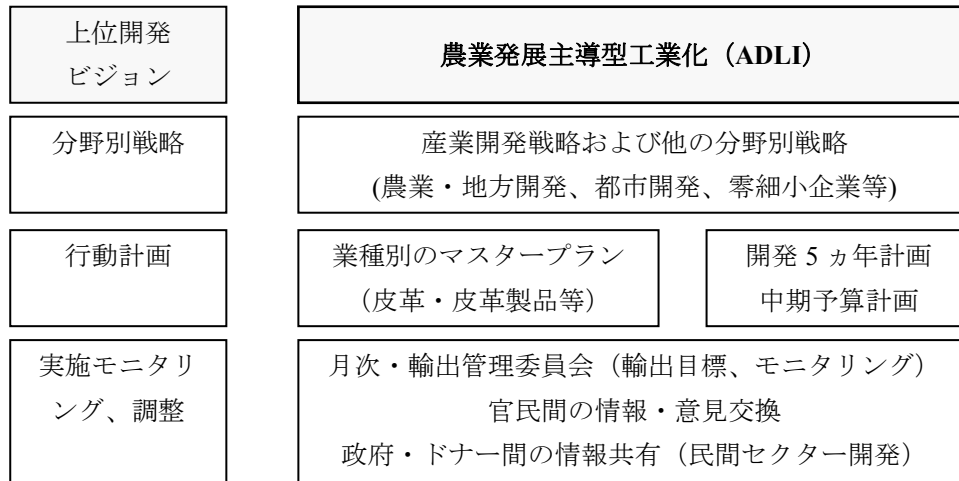 上位開発
ビジョン
農業発展主導型工業化（ADLI）
分野別戦略
産業開発戦略および他の分野別戦略
(農業・地方開発、都市開発、零細小企業等)
行動計画
業種別のマスタープラン
（皮革・皮革製品等）
開発 5 ヵ年計画
中期予算計画
実施モニタリ
ング、調整
月次・輸出管理委員会（輸出目標、モニタリング）
官民間の情報・意見交換
政府・ドナー間の情報共有（民間セクター開発）